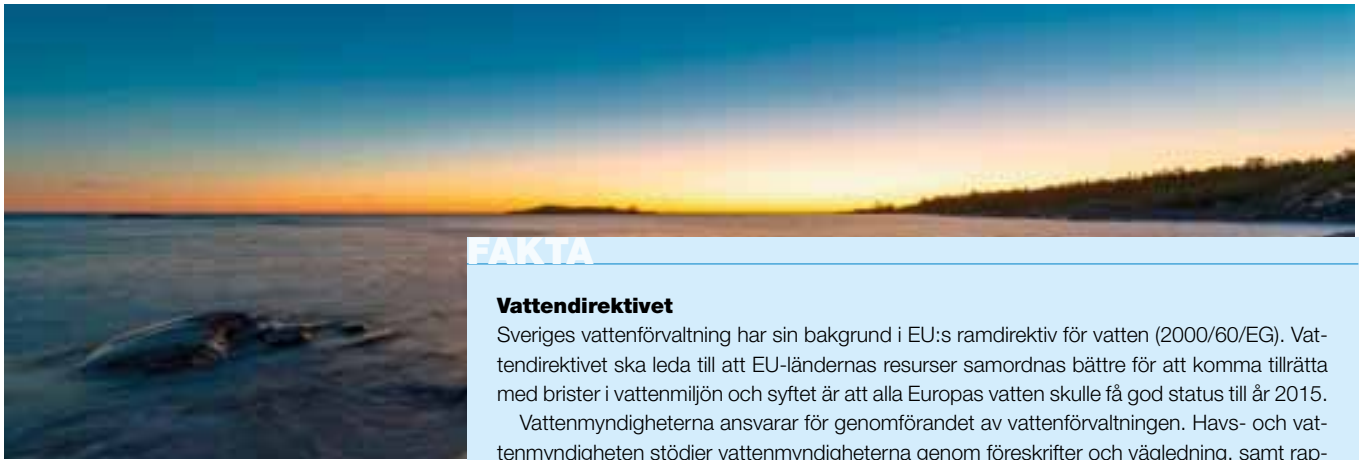 FAKTA
Vattendirektivet
Sveriges vattenförvaltning har sin bakgrund i EU:s ramdirektiv för vatten (2000/60/EG). Vat-
tendirektivet ska leda till att EU-ländernas resurser samordnas bättre för att komma tillrätta
med brister i vattenmiljön och syftet är att alla Europas vatten skulle få god status till år 2015.
Vattenmyndigheterna ansvarar för genomförandet av vattenförvaltningen. Havs- och vat-
tenmyndigheten stödjer vattenmyndigheterna genom föreskrifter och vägledning, samt rap-